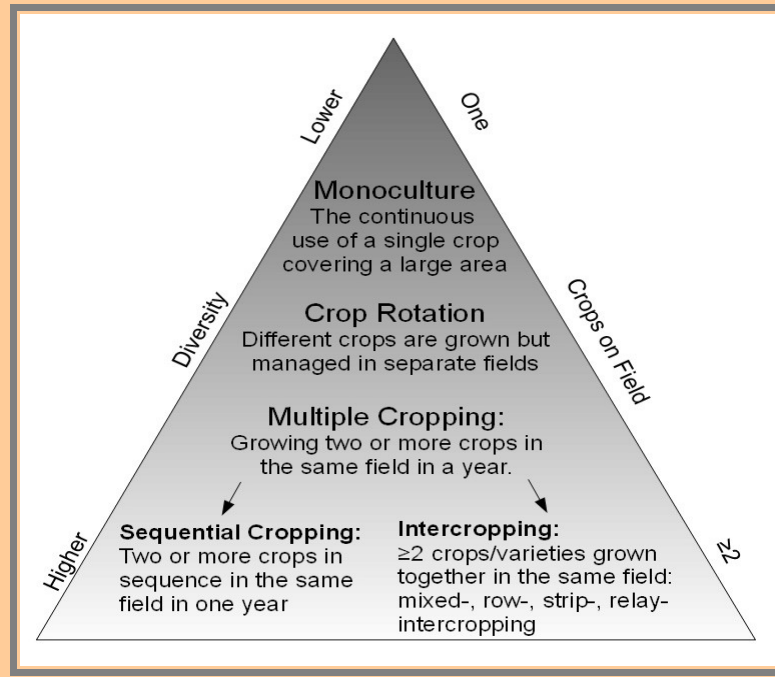 Lower
One
Monoculture
The continuous
use of a single crop
covering a large area
Diversity
Crops on Field
Crop Rotation
Different crops are grown but
managed in separate fields
Multiple Cropping:
Growing two or more crops in
the same field in a year.
Higher
≥2
Sequential Cropping:
Two or more crops in
sequence in the same
field in one year
Intercropping:
≥2 crops/varieties grown
together in the same field:
mixed-, row-, strip-, relay-
intercropping